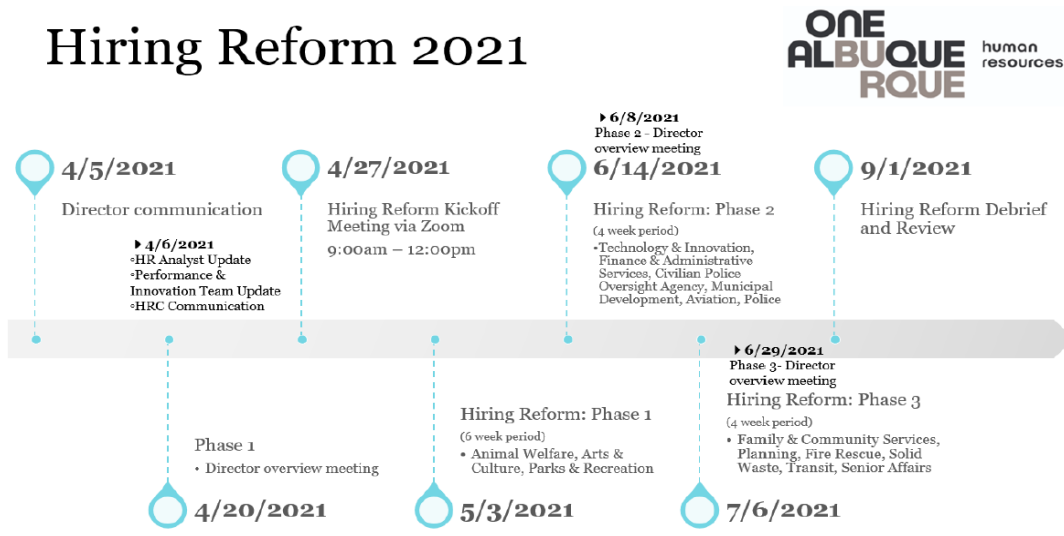 Hiring Reform 2021
ONE
ALBUQUE
RQUE
human
resources
4/5/2021
Director communication
▸ 4/6/2021
◦HR Analyst Update
◦Performance &
Innovation Team Update
◦HRC Communication
4/27/2021
Hiring Reform Kickoff
Meeting via Zoom
9:00am – 12:00pm
▸ 6/8/2021
Phase 2 - Director
overview meeting
6/14/2021
Hiring Reform: Phase 2
(4 week period)
•Technology & Innovation,
Finance & Administrative
Services, Civilian Police
Oversight Agency, Municipal
Development, Aviation, Police
9/1/2021
Hiring Reform Debrief
and Review
Phase 1
• Director overview meeting
4/20/2021
Hiring Reform: Phase 1
(6 week period)
• Animal Welfare, Arts &
Culture, Parks & Recreation
5/3/2021
▸ 6/29/2021
Phase 3- Director
overview meeting
Hiring Reform: Phase 3
(4 week period)
• Family & Community Services,
Planning, Fire Rescue, Solid
Waste, Transit, Senior Affairs
7/6/2021